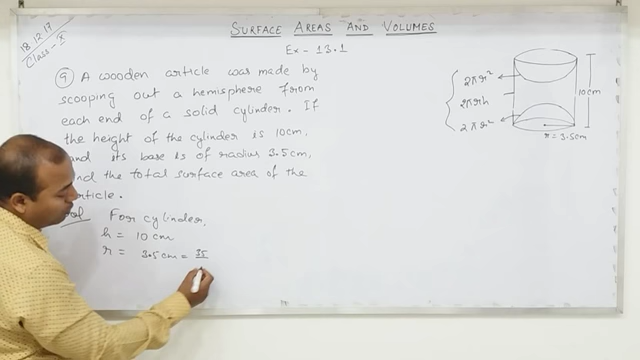 18.12.17
Class - X
SURFACE AREAS AND VOLUMES
Ex - 13.1
9 A wooden article was made by
scooping out a hemisphere from
each end of a solid cylinder. If
the height of the cylinder is 10cm,
and its base is of radius 3.5cm,
find the total surface area of the
article.
Sol For cylinder,
h = 10 cm
r = 3.5cm = 35
2πr²
2πrh
2πr²
10cm
r = 3.5cm